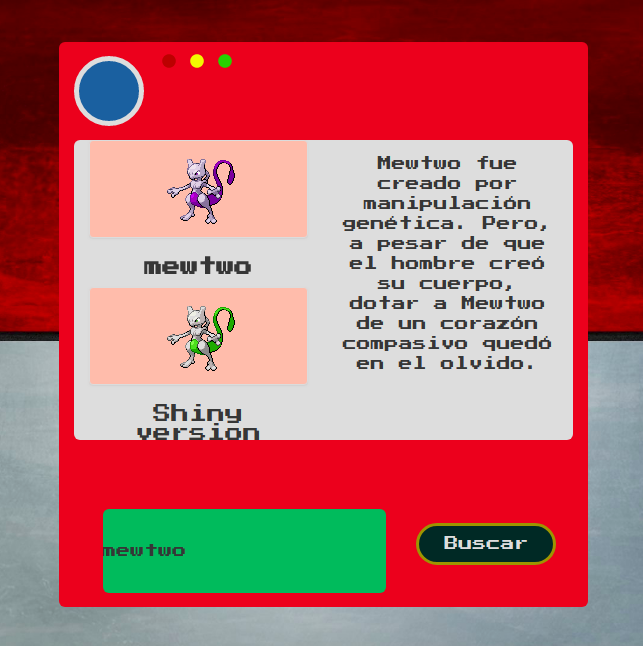 mewtwo
Shiny
version
Mewtwo fue
creado por
manipulación
genética. Pero,
a pesar de que
el hombre creó
su cuerpo,
dotar a Mewtwo
de un corazón
compasivo quedó
en el olvido.
mewtwo
Buscar